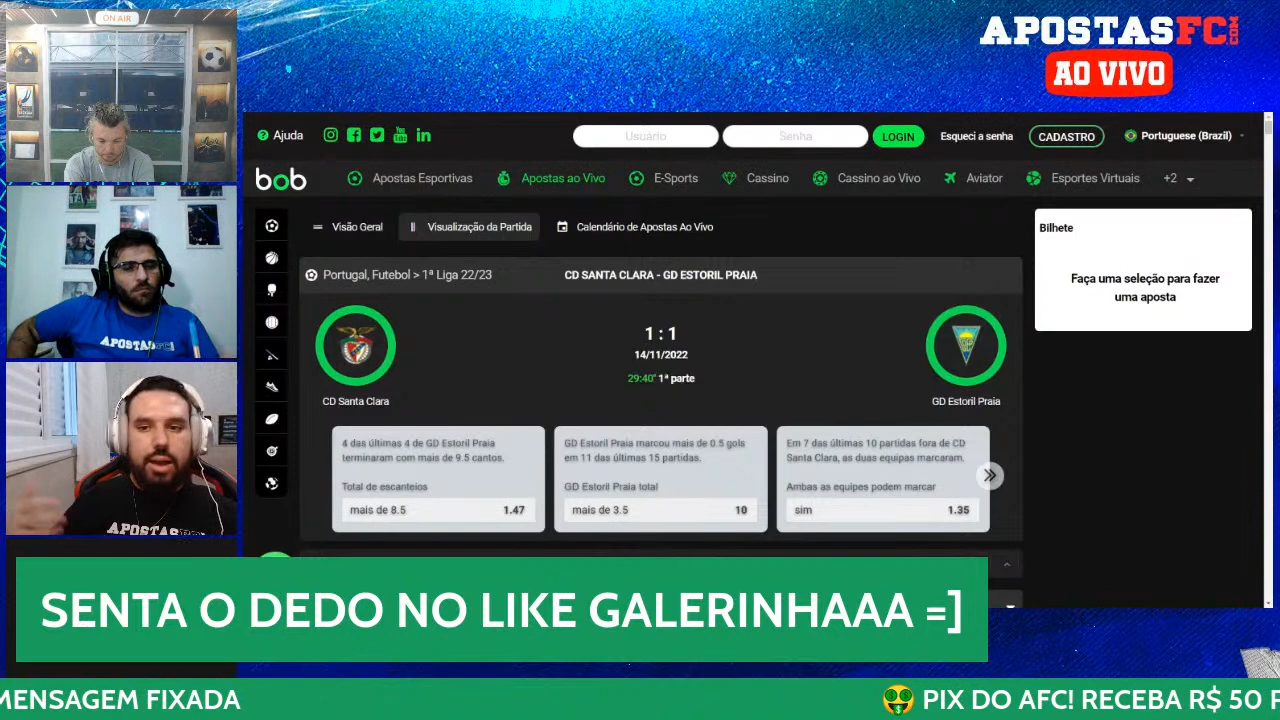 ON AIR
APOSTASFC.COM
AO VIVO
Ajuda
Usuário
Senha
LOGIN
Esqueci a senha
CADASTRO
Portuguese (Brazil)
bob
Apostas Esportivas
Apostas ao Vivo
E-Sports
Cassino
Cassino ao Vivo
Aviator
Esportes Virtuais
+2
Visão Geral
Visualização da Partida
Calendário de Apostas Ao Vivo
Bilhete
Faça uma seleção para fazer
uma aposta
Portugal, Futebol > 1ª Liga 22/23
CD SANTA CLARA - GD ESTORIL PRAIA
1 : 1
14/11/2022
29:40' 1ª parte
CD Santa Clara
GD Estoril Praia
4 das últimas 4 de GD Estoril Praia
terminaram com mais de 9.5 cantos.
Total de escanteios
mais de 8.5 1.47
GD Estoril Praia marcou mais de 0.5 gols
em 11 das últimas 15 partidas.
GD Estoril Praia total
mais de 3.5 10
Em 7 das últimas 10 partidas fora de CD
Santa Clara, as duas equipas marcaram.
Ambas as equipes podem marcar
sim 1.35
APOSTASFC
APOSTASFC
SENTA O DEDO NO LIKE GALERINHAAA =]
MENSAGEM FIXADA
🤑 PIX DO AFC! RECEBA R$ 50